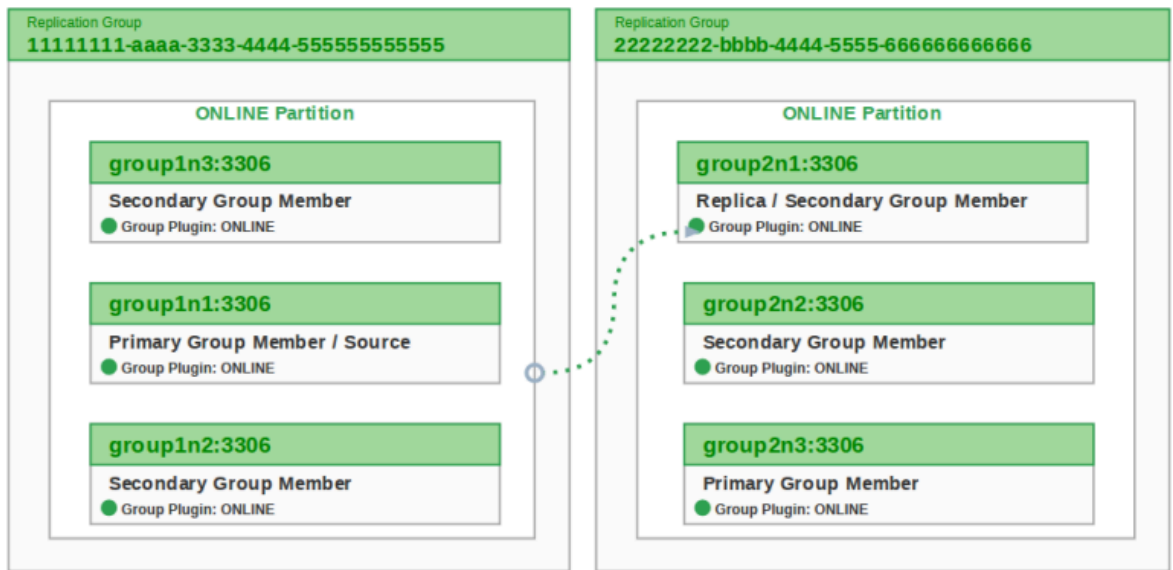 Replication Group
11111111-aaaa-3333-4444-555555555555
ONLINE Partition
group1n3:3306
Secondary Group Member
Group Plugin: ONLINE
group1n1:3306
Primary Group Member / Source
Group Plugin: ONLINE
group1n2:3306
Secondary Group Member
Group Plugin: ONLINE
Replication Group
22222222-bbbb-4444-5555-666666666666
ONLINE Partition
group2n1:3306
Replica / Secondary Group Member
Group Plugin: ONLINE
group2n2:3306
Secondary Group Member
Group Plugin: ONLINE
group2n3:3306
Primary Group Member
Group Plugin: ONLINE